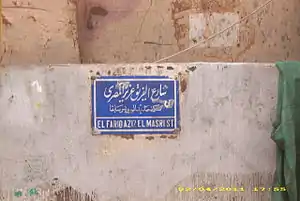 شارع الفريق عزيز المصري
EL FARIQ AZIZ EL MASRI ST
02/04/2011 17:55